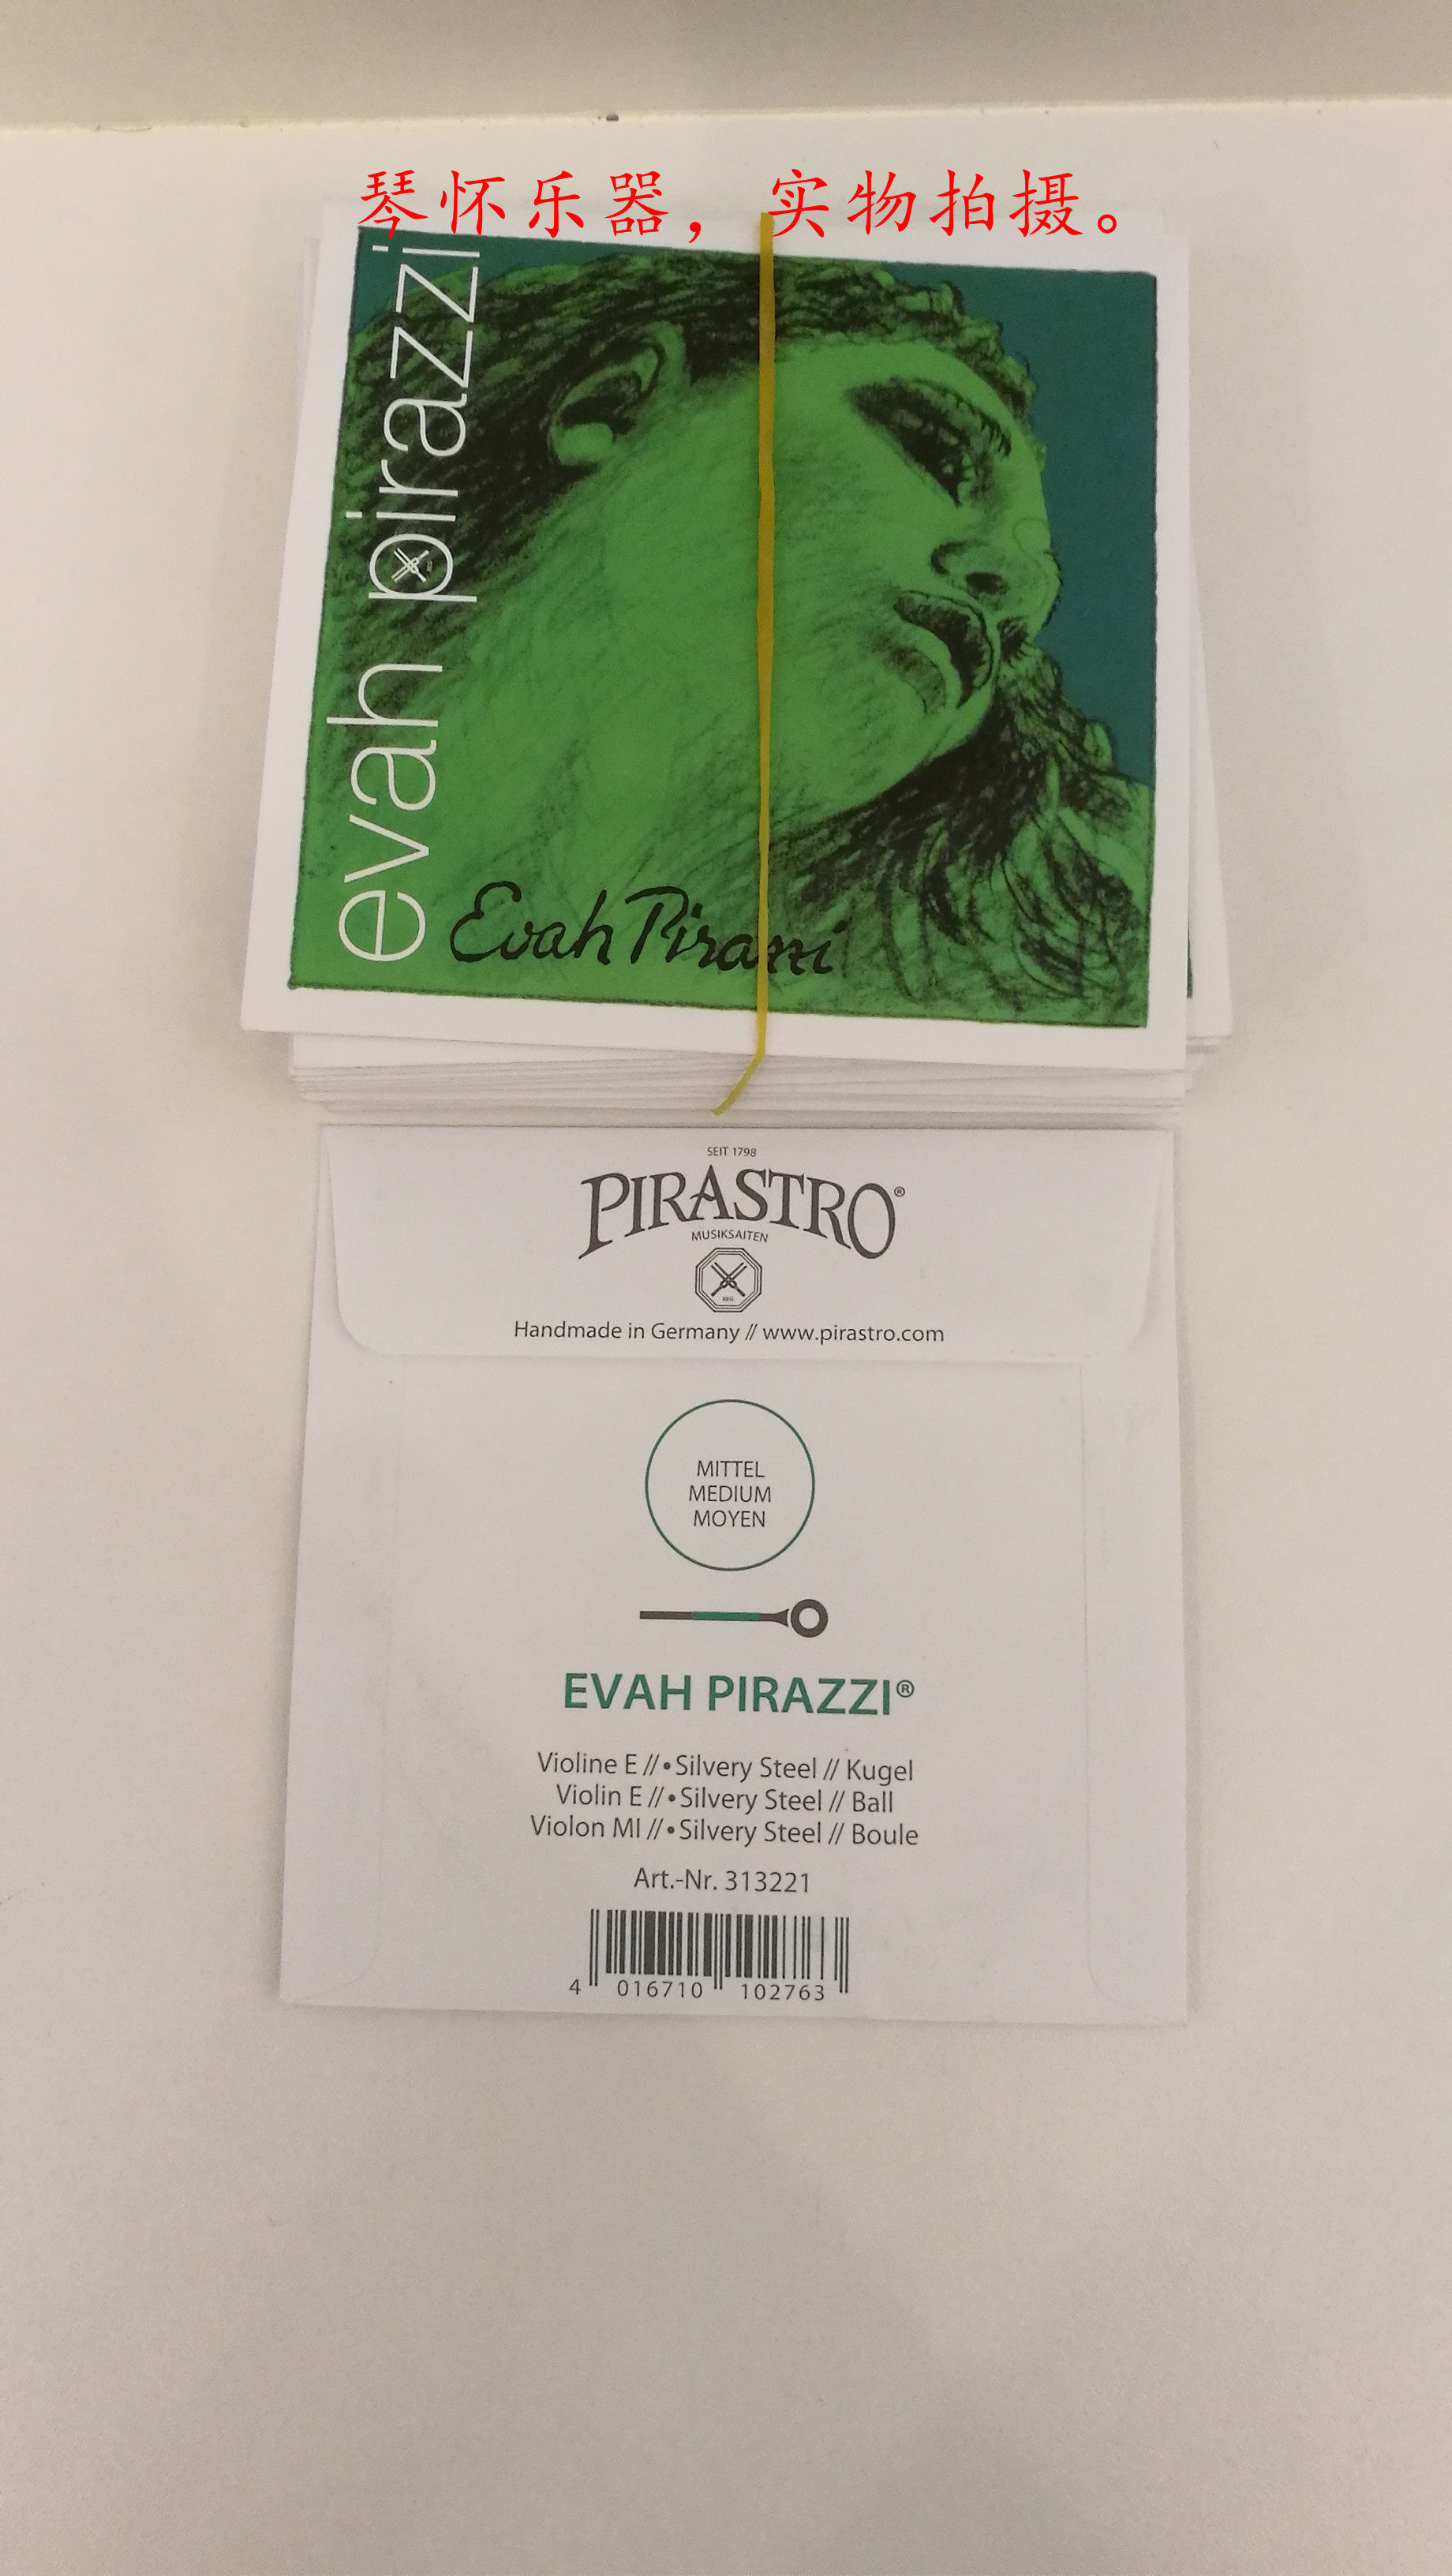 琴怀乐器，实物拍摄。
evah pirazzi
Evah Pirazzi
SEIT 1798
PIRASTRO®
MUSIKSAITEN
REG
Handmade in Germany // www.pirastro.com
MITTEL
MEDIUM
MOYEN
EVAH PIRAZZI®
Violine E //•Silvery Steel // Kugel
Violin E //•Silvery Steel // Ball
Violon MI //•Silvery Steel // Boule
Art.-Nr. 313221
4 016710 102763